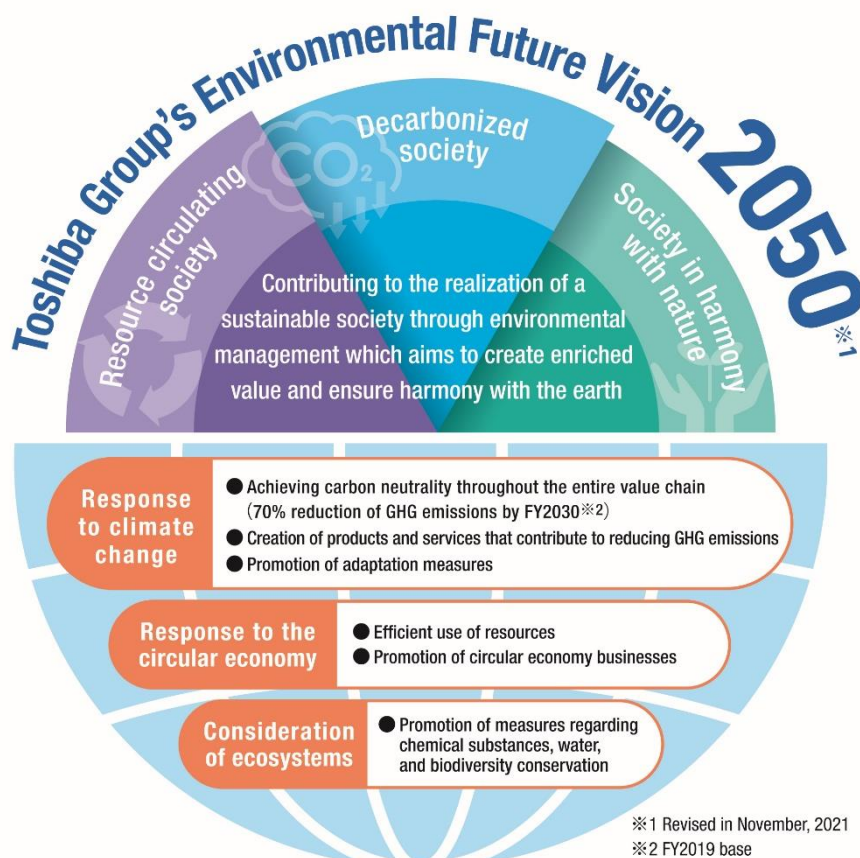 Toshiba Group's Environmental Future Vision 2050※1
Decarbonized
society
CO2
Resource circulating
society
Society in harmony
with nature
Contributing to the realization of a
sustainable society through environmental
management which aims to create enriched
value and ensure harmony with the earth
Response
to climate
change
● Achieving carbon neutrality throughout the entire value chain
(70% reduction of GHG emissions by FY2030※2)
● Creation of products and services that contribute to reducing GHG emissions
● Promotion of adaptation measures
Response to the
circular economy
● Efficient use of resources
● Promotion of circular economy businesses
Consideration
of ecosystems
● Promotion of measures regarding
chemical substances, water,
and biodiversity conservation
※1 Revised in November, 2021
※2 FY2019 base